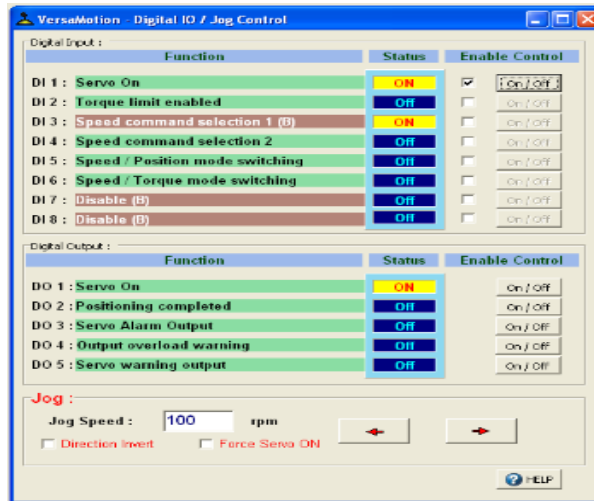 VersaMotion - Digital IO / Jog Control
Digital Input :
Function Status Enable Control
DI 1 : Servo On ON On / Off
DI 2 : Torque limit enabled Off On / Off
DI 3 : Speed command selection 1 (B) ON On / Off
DI 4 : Speed command selection 2 Off On / Off
DI 5 : Speed / Position mode switching Off On / Off
DI 6 : Speed / Torque mode switching Off On / Off
DI 7 : Disable (B) Off On / Off
DI 8 : Disable (B) Off On / Off
Digital Output :
Function Status Enable Control
DO 1 : Servo On ON On / Off
DO 2 : Positioning completed Off On / Off
DO 3 : Servo Alarm Output Off On / Off
DO 4 : Output overload warning Off On / Off
DO 5 : Servo warning output Off On / Off
Jog :
Jog Speed : 100 rpm
Direction Invert Force Servo ON
HELP